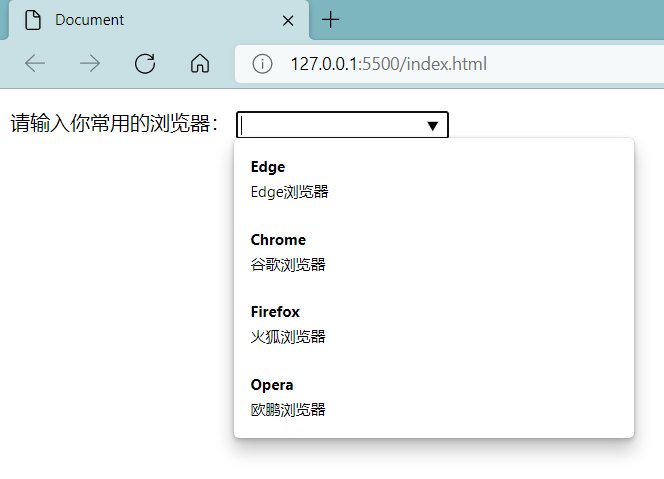 Document
127.0.0.1:5500/index.html
请输入你常用的浏览器：
Edge
Edge浏览器
Chrome
谷歌浏览器
Firefox
火狐浏览器
Opera
欧鹏浏览器